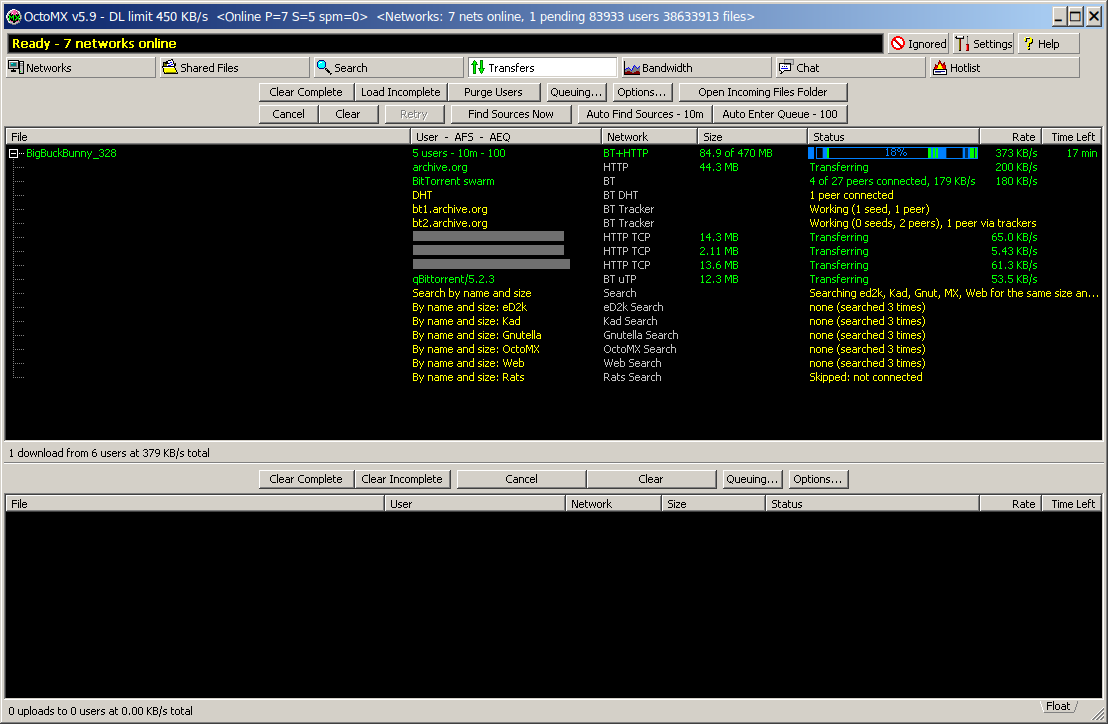 OctoMX v5.9 - DL limit 450 KB/s <Online P=7 S=5 spm=0> <Networks: 7 nets online, 1 pending 83933 users 38633913 files>
Ready - 7 networks online Ignored Settings ? Help
Networks Shared Files Search Transfers Bandwidth Chat Hotlist
Clear Complete Load Incomplete Purge Users Queuing... Options... Open Incoming Files Folder
Cancel Clear Retry Find Sources Now Auto Find Sources - 10m Auto Enter Queue - 100
File User - AFS - AEQ Network Size Status Rate Time Left
BigBuckBunny_328 5 users - 10m - 100 BT+HTTP 84.9 of 470 MB 18% 373 KB/s 17 min
archive.org HTTP 44.3 MB Transferring 200 KB/s
BitTorrent swarm BT 4 of 27 peers connected, 179 KB/s 180 KB/s
DHT BT DHT 1 peer connected
bt1.archive.org BT Tracker Working (1 seed, 1 peer)
bt2.archive.org BT Tracker Working (0 seeds, 2 peers), 1 peer via trackers
HTTP TCP 14.3 MB Transferring 65.0 KB/s
HTTP TCP 2.11 MB Transferring 5.43 KB/s
HTTP TCP 13.6 MB Transferring 61.3 KB/s
qBittorrent/5.2.3 BT uTP 12.3 MB Transferring 53.5 KB/s
Search by name and size Search Searching ed2k, Kad, Gnut, MX, Web for the same size an...
By name and size: eD2k eD2k Search none (searched 3 times)
By name and size: Kad Kad Search none (searched 3 times)
By name and size: Gnutella Gnutella Search none (searched 3 times)
By name and size: OctoMX OctoMX Search none (searched 3 times)
By name and size: Web Web Search none (searched 3 times)
By name and size: Rats Rats Search Skipped: not connected
1 download from 6 users at 379 KB/s total
Clear Complete Clear Incomplete Cancel Clear Queuing... Options...
File User Network Size Status Rate Time Left
0 uploads to 0 users at 0.00 KB/s total Float